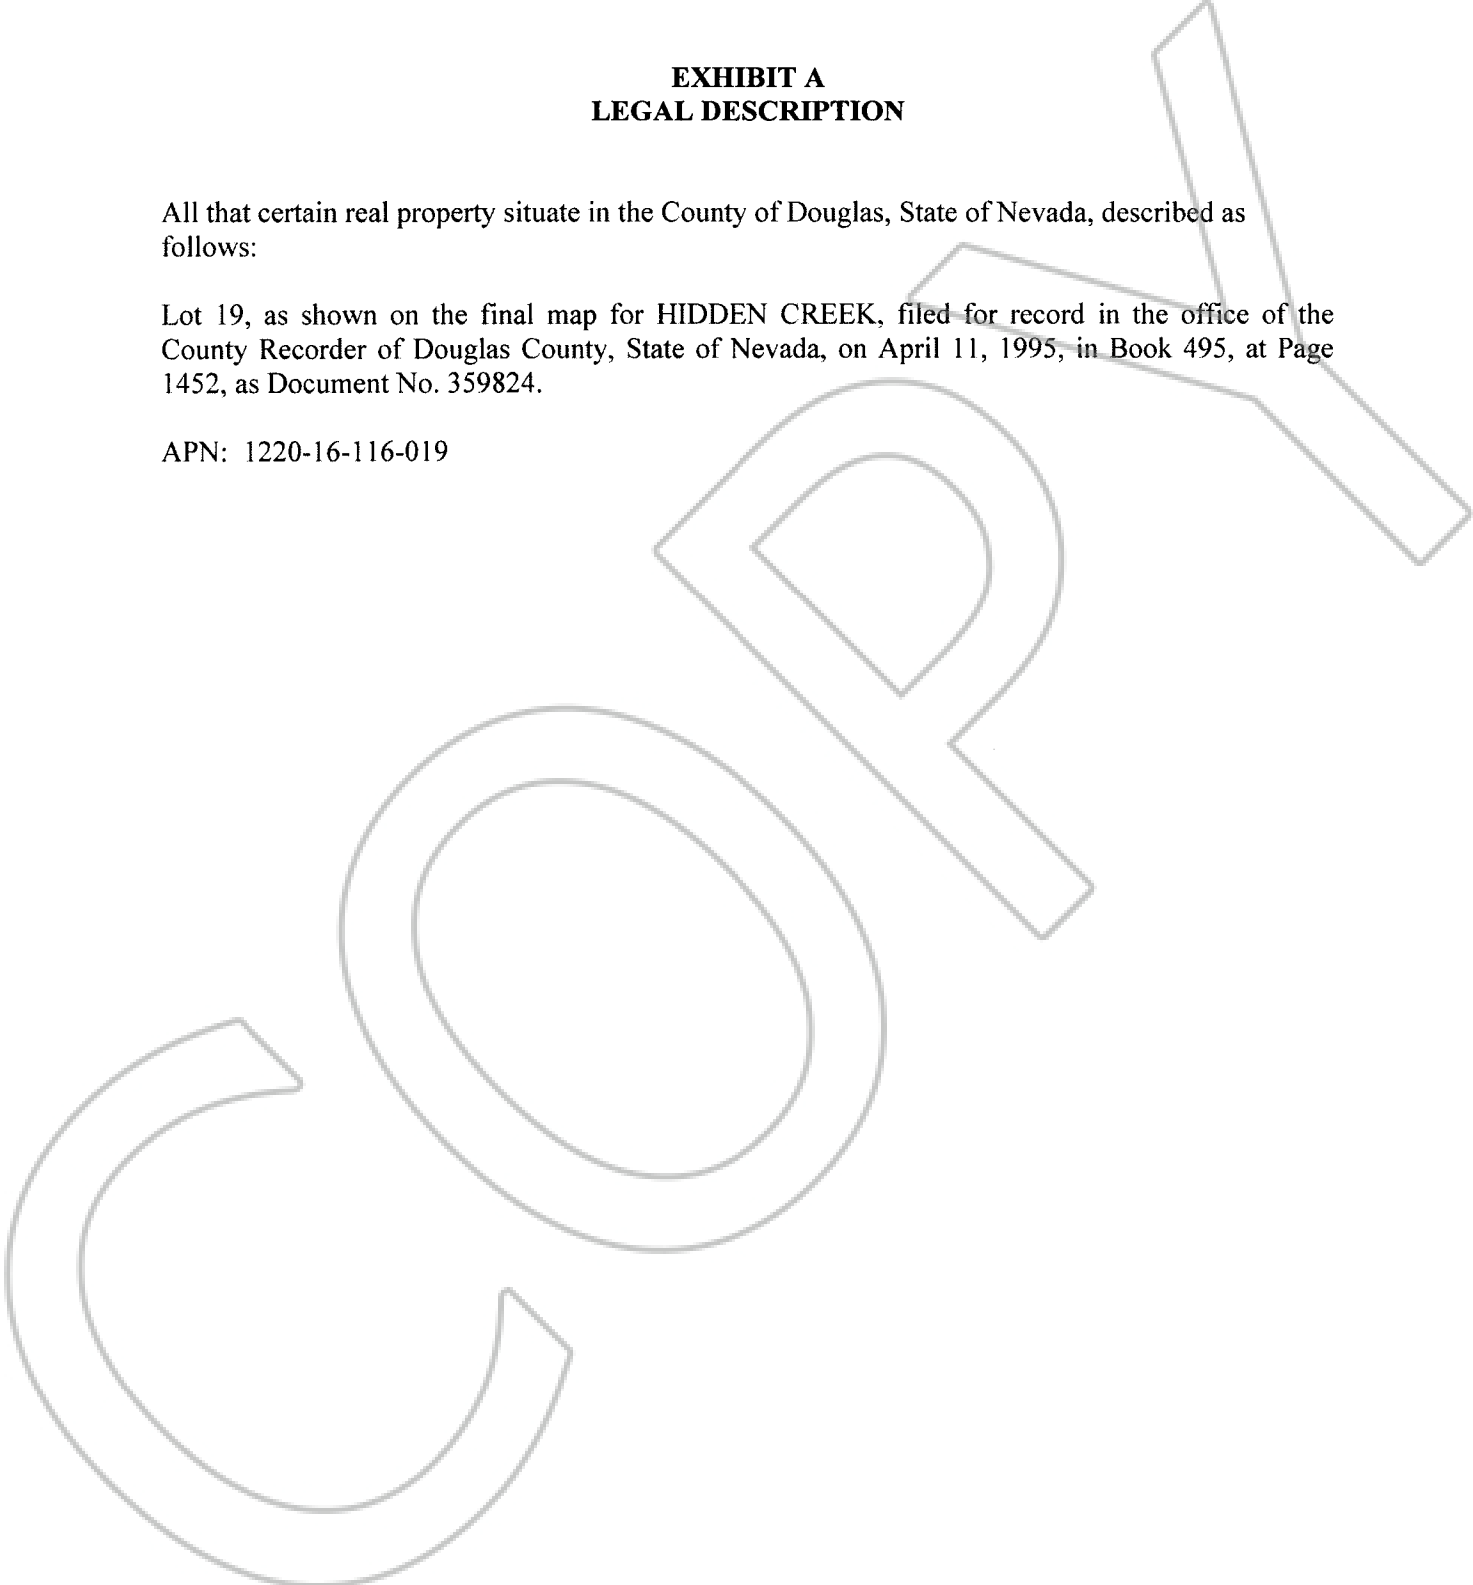 EXHIBIT A
LEGAL DESCRIPTION
All that certain real property situate in the County of Douglas, State of Nevada, described as
follows:
Lot 19, as shown on the final map for HIDDEN CREEK, filed for record in the office of the
County Recorder of Douglas County, State of Nevada, on April 11, 1995, in Book 495, at Page
1452, as Document No. 359824.
APN: 1220-16-116-019
COPY